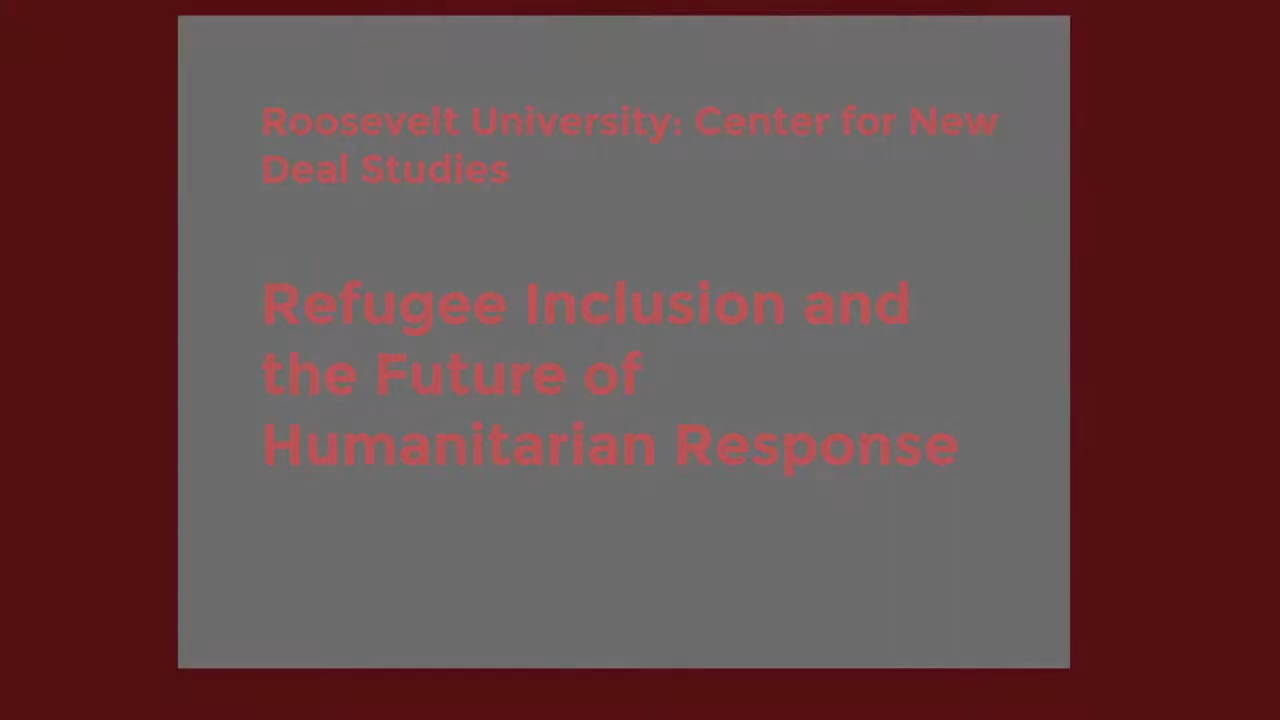 Roosevelt University: Center for New
Deal Studies
Refugee Inclusion and
the Future of
Humanitarian Response